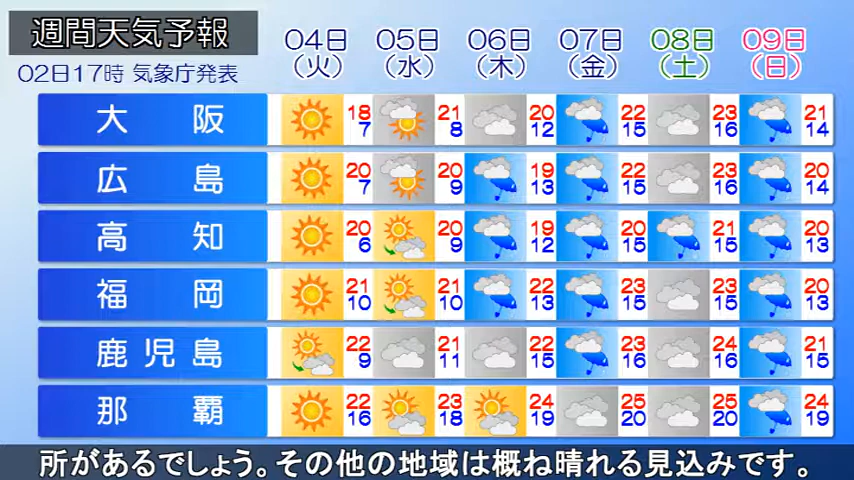 週間天気予報
02日17時 気象庁発表
04日 05日 06日 07日 08日 09日
(火) (水) (木) (金) (土) (日)
大阪 18 7 21 8 20 12 22 15 23 16 21 14
広島 20 7 20 9 19 13 22 15 23 16 20 14
高知 20 6 20 9 19 12 20 15 21 15 20 13
福岡 21 10 21 10 22 13 23 15 23 15 20 13
鹿児島 22 9 21 11 22 15 23 16 24 16 21 15
那覇 22 16 23 18 24 19 25 20 25 20 24 19
所があるでしょう。その他の地域は概ね晴れる見込みです。